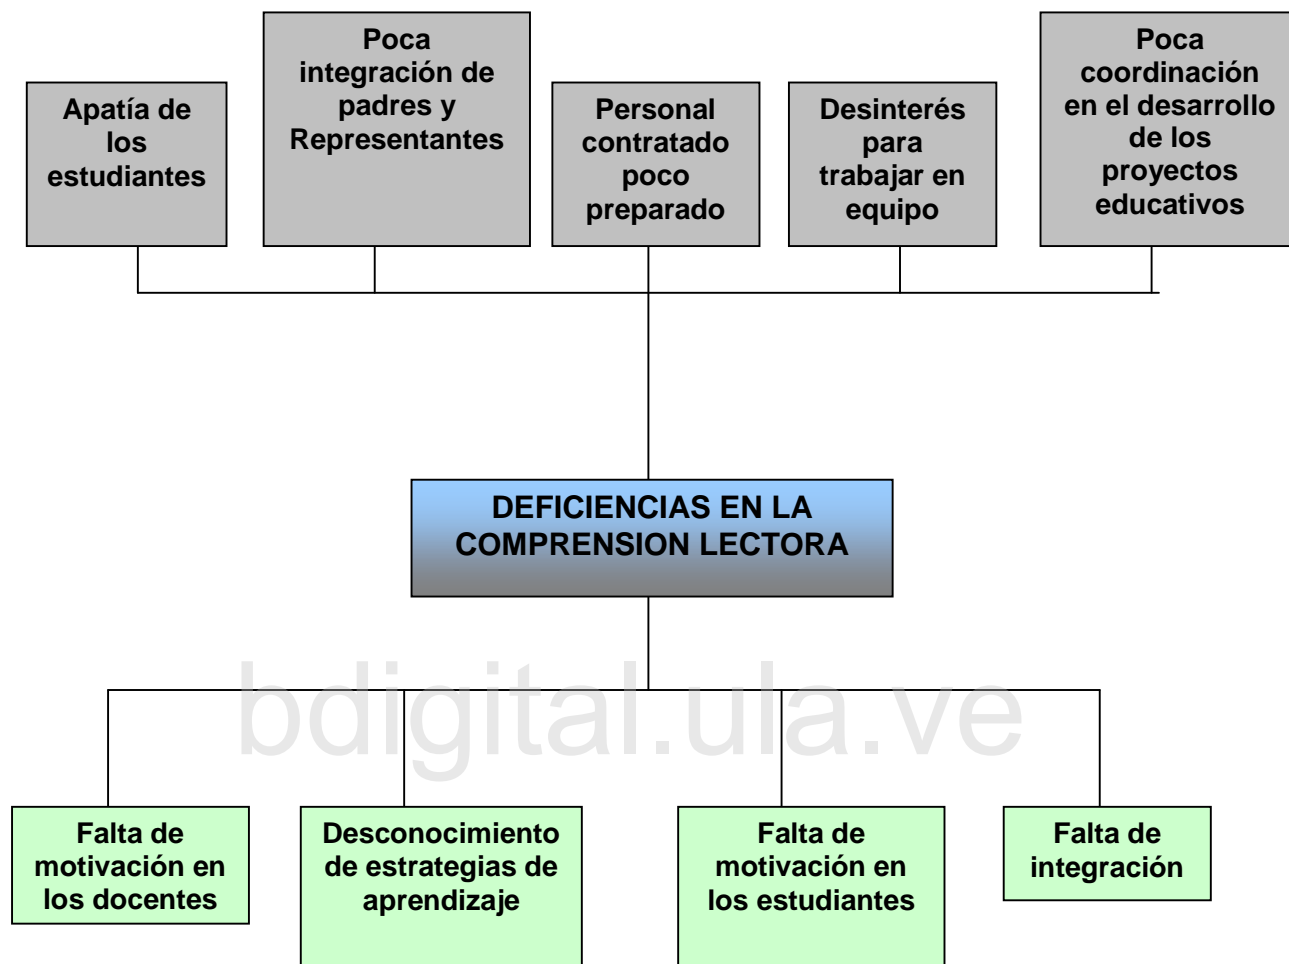 Apatía de
los
estudiantes
Poca
integración de
padres y
Representantes
Personal
contratado
poco
preparado
Desinterés
para
trabajar en
equipo
Poca
coordinación
en el desarrollo
de los
proyectos
educativos
DEFICIENCIAS EN LA
COMPRENSION LECTORA
bdigital.ula.ve
Falta de
motivación en
los docentes
Desconocimiento
de estrategias de
aprendizaje
Falta de
motivación en
los estudiantes
Falta de
integración